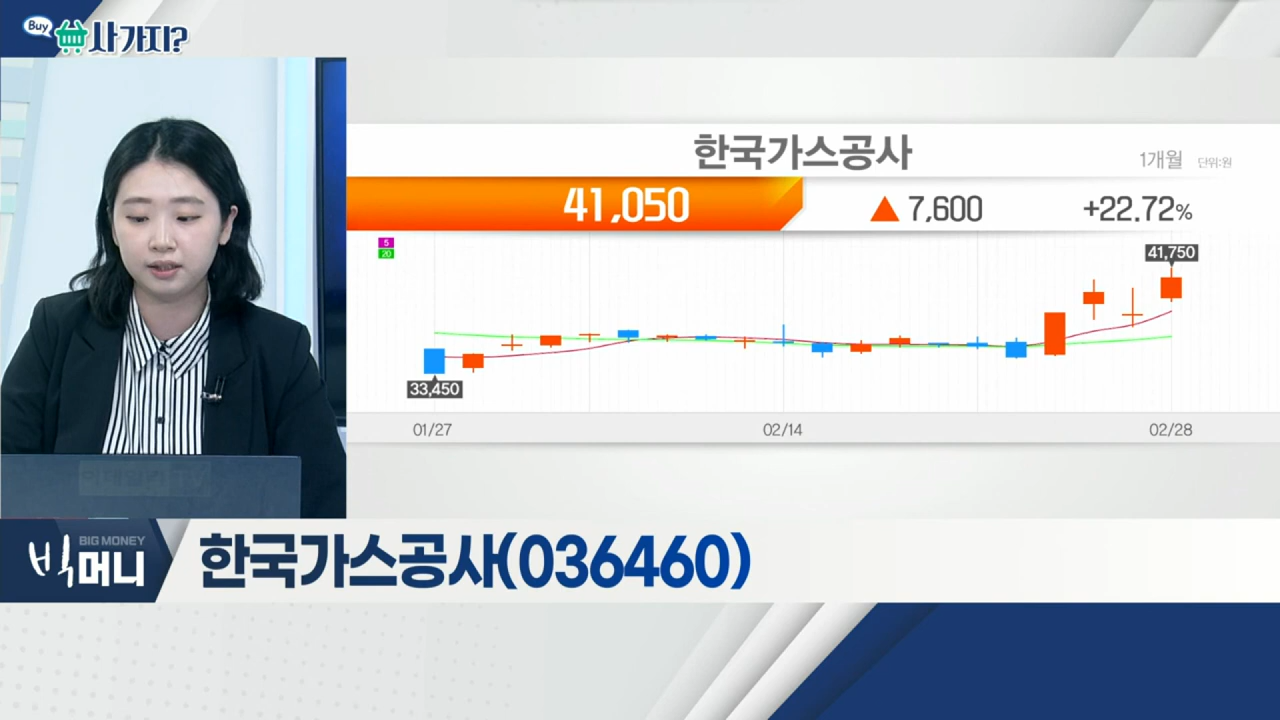 Buy
사가지?
한국가스공사
1개월 단위:원
41,050 ▲ 7,600 +22.72%
5
20
41,750
33,450
01/27 02/14 02/28
BIG MONEY
빅머니
한국가스공사(036460)